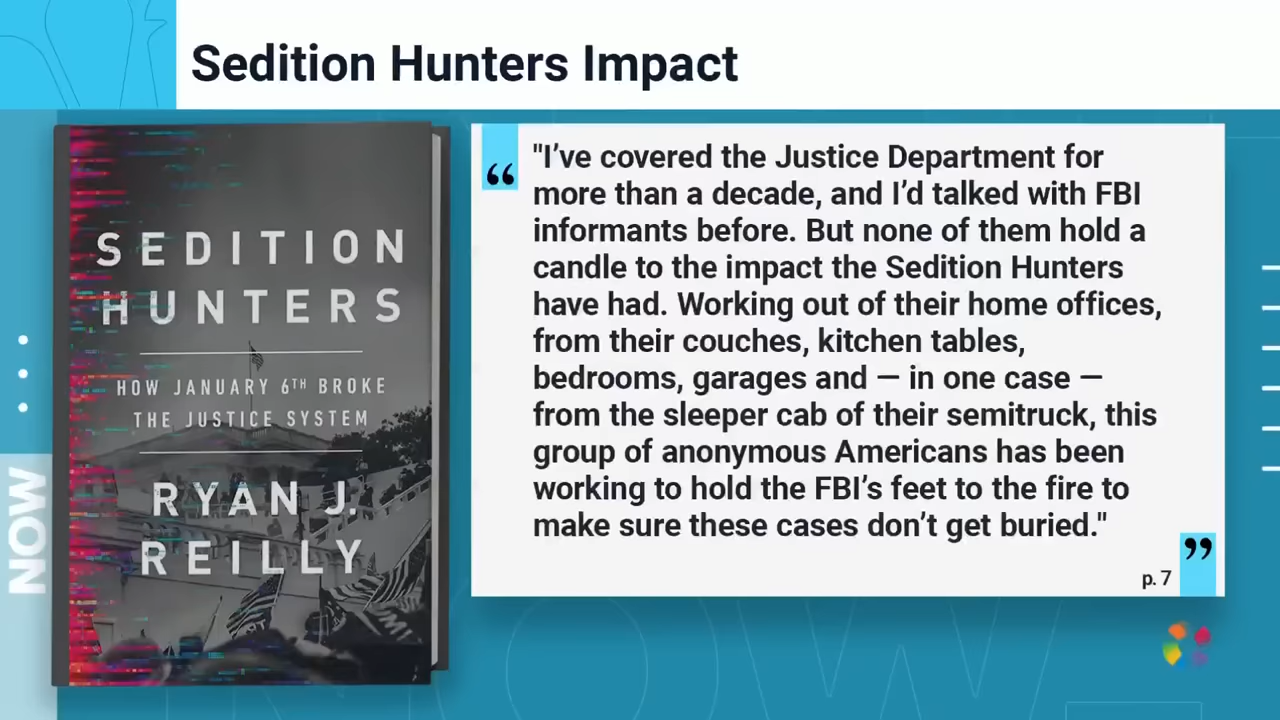 Sedition Hunters Impact
SEDITION
HUNTERS
HOW JANUARY 6TH BROKE
THE JUSTICE SYSTEM
RYAN J.
REILLY
“
"I’ve covered the Justice Department for
more than a decade, and I’d talked with FBI
informants before. But none of them hold a
candle to the impact the Sedition Hunters
have had. Working out of their home offices,
from their couches, kitchen tables,
bedrooms, garages and — in one case —
from the sleeper cab of their semitruck, this
group of anonymous Americans has been
working to hold the FBI’s feet to the fire to
make sure these cases don’t get buried."
”
p. 7
NOW